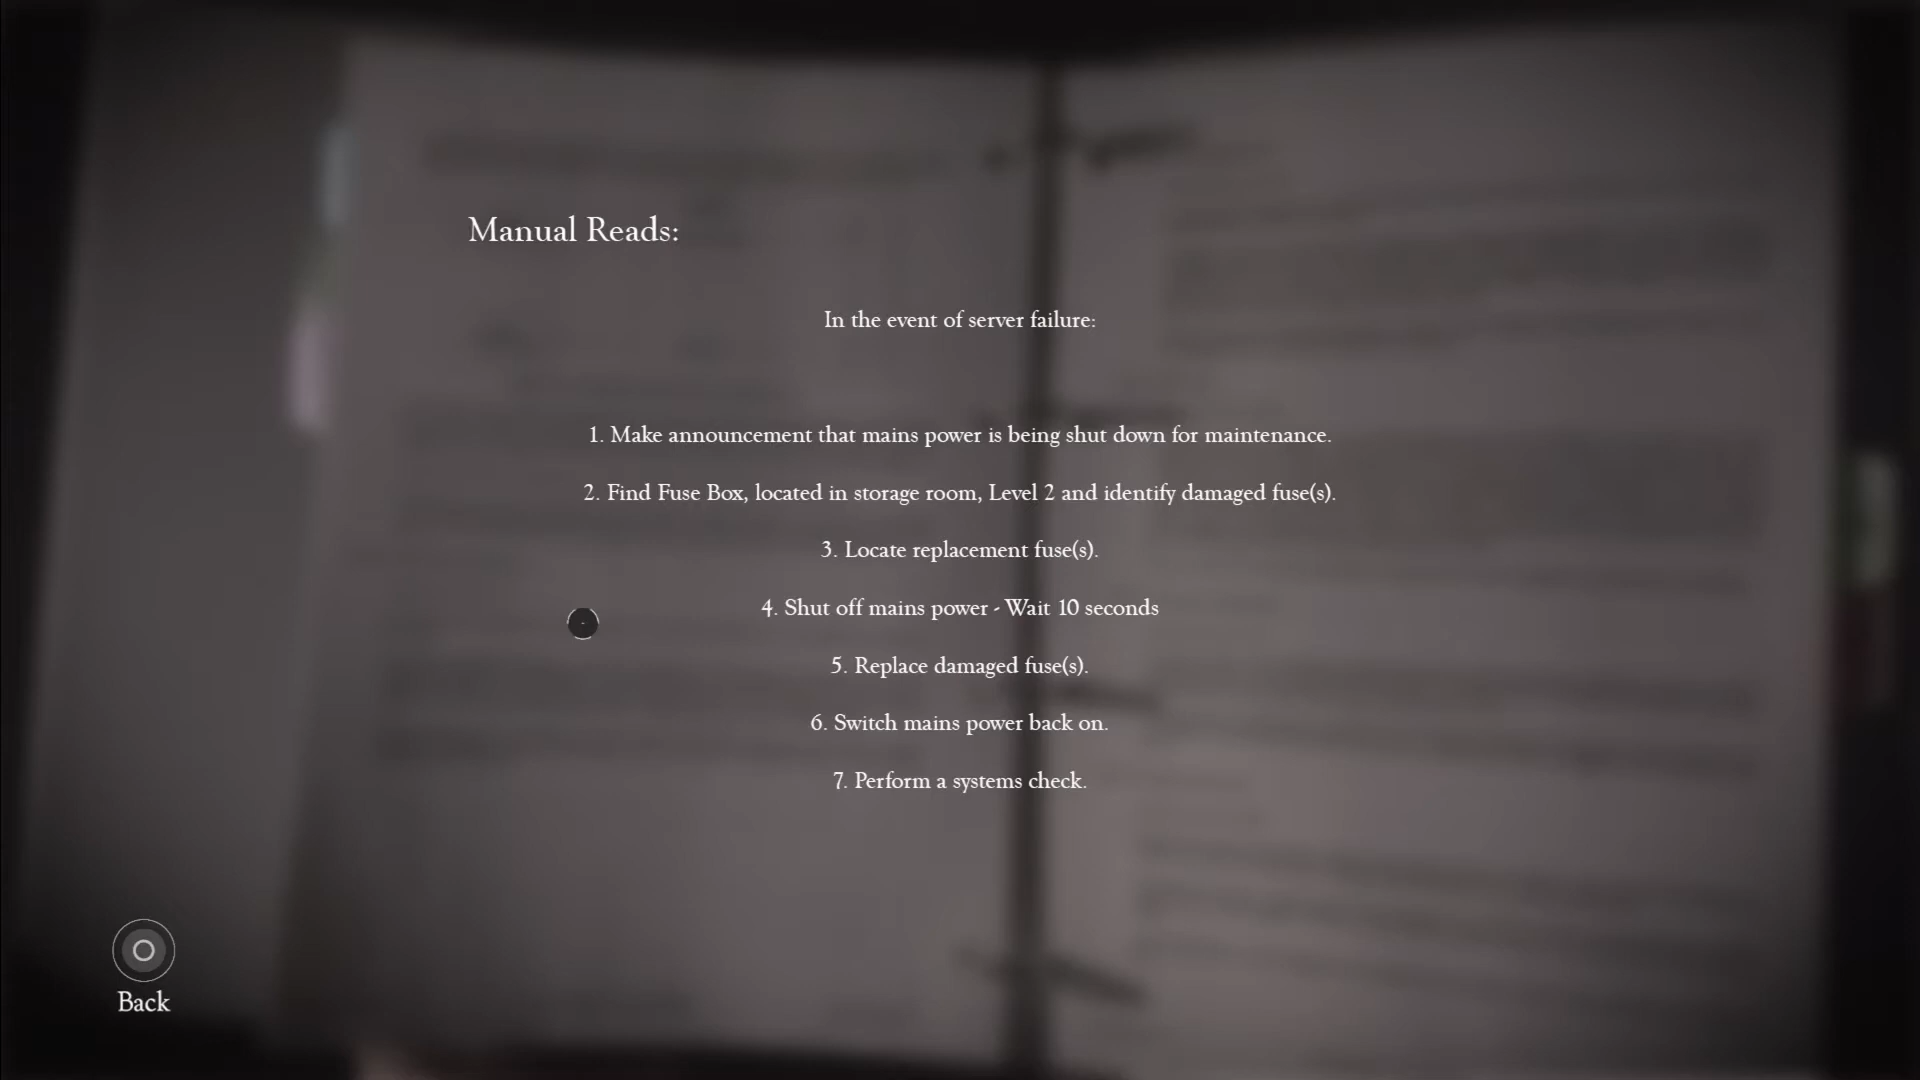 Manual Reads:
In the event of server failure:
1. Make announcement that mains power is being shut down for maintenance.
2. Find Fuse Box, located in storage room, Level 2 and identify damaged fuse(s).
3. Locate replacement fuse(s).
4. Shut off mains power - Wait 10 seconds
5. Replace damaged fuse(s).
6. Switch mains power back on.
7. Perform a systems check.
Back